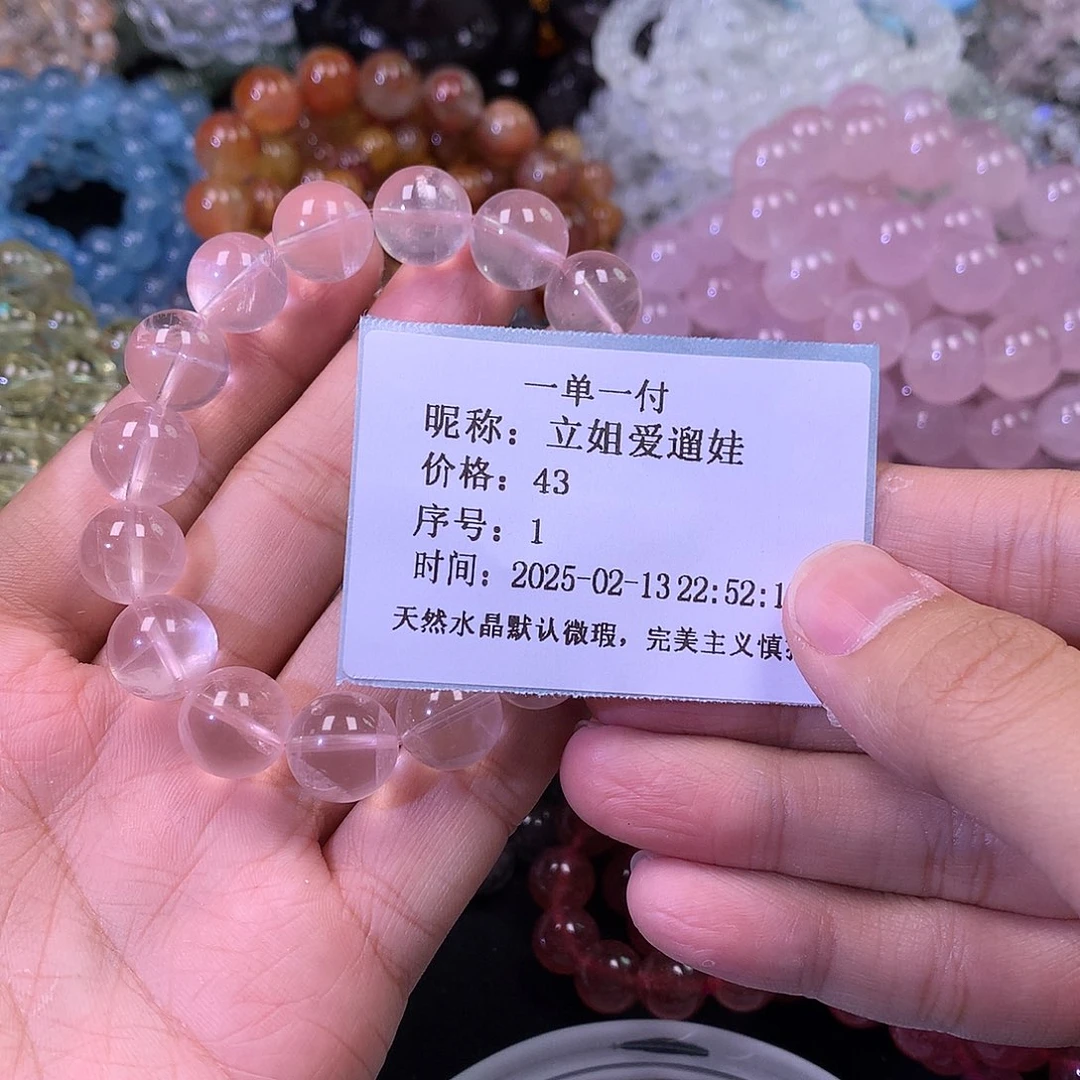 一单一付
昵称：立姐爱遛娃
价格：43
序号：1
时间：2025-02-13 22:52:1
天然水晶默认微瑕，完美主义慎